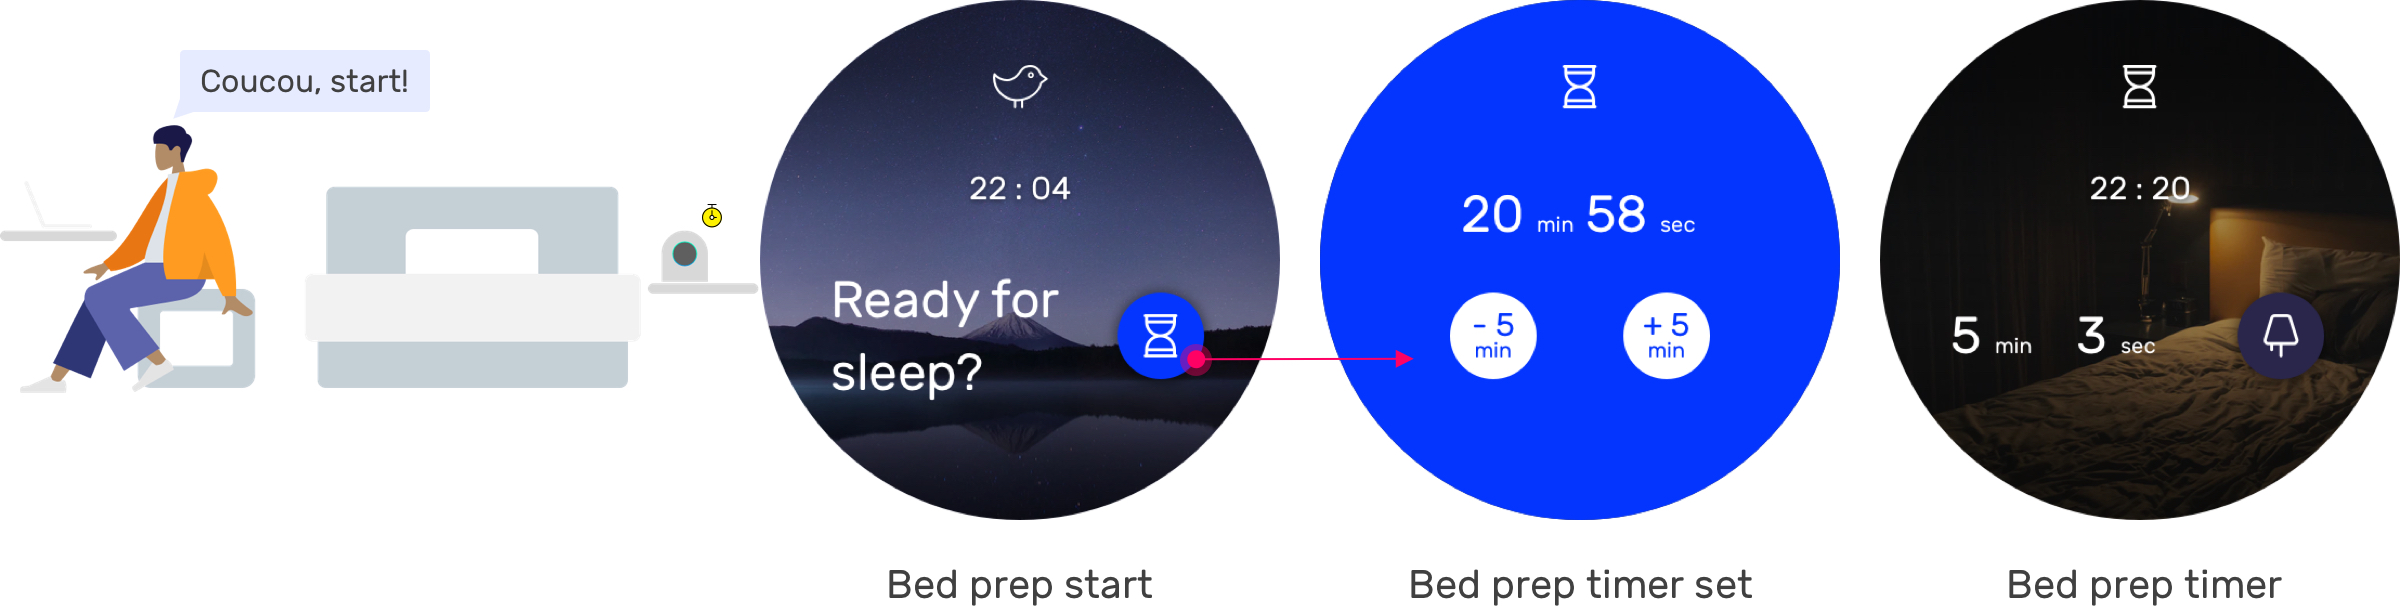 Coucou, start!
22 : 04
Ready for
sleep?
Bed prep start
20 min 58 sec
- 5
min
+ 5
min
Bed prep timer set
22 : 20
5 min 3 sec
Bed prep timer